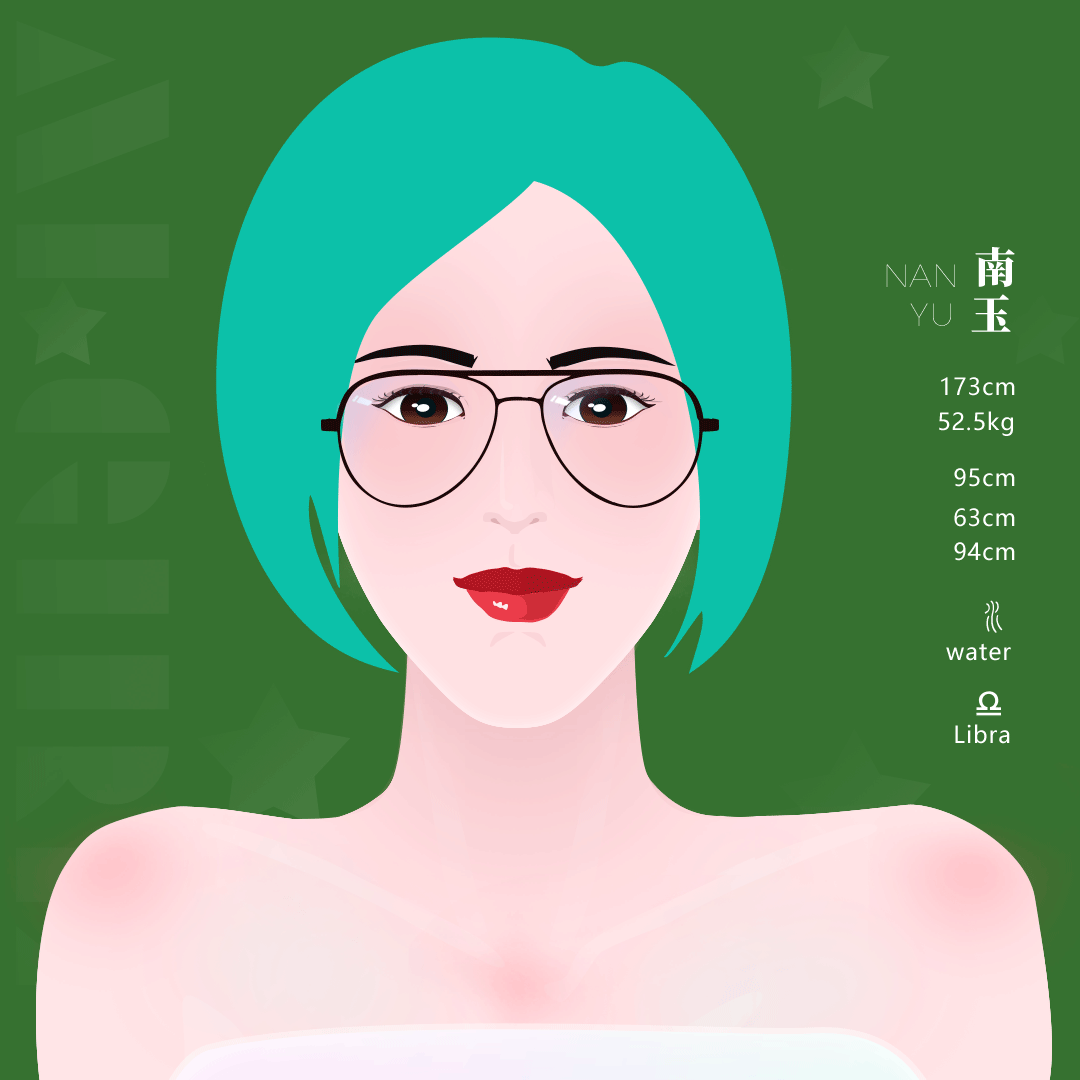 NAN 南
YU 玉
173cm
52.5kg
95cm
63cm
94cm
water
Libra